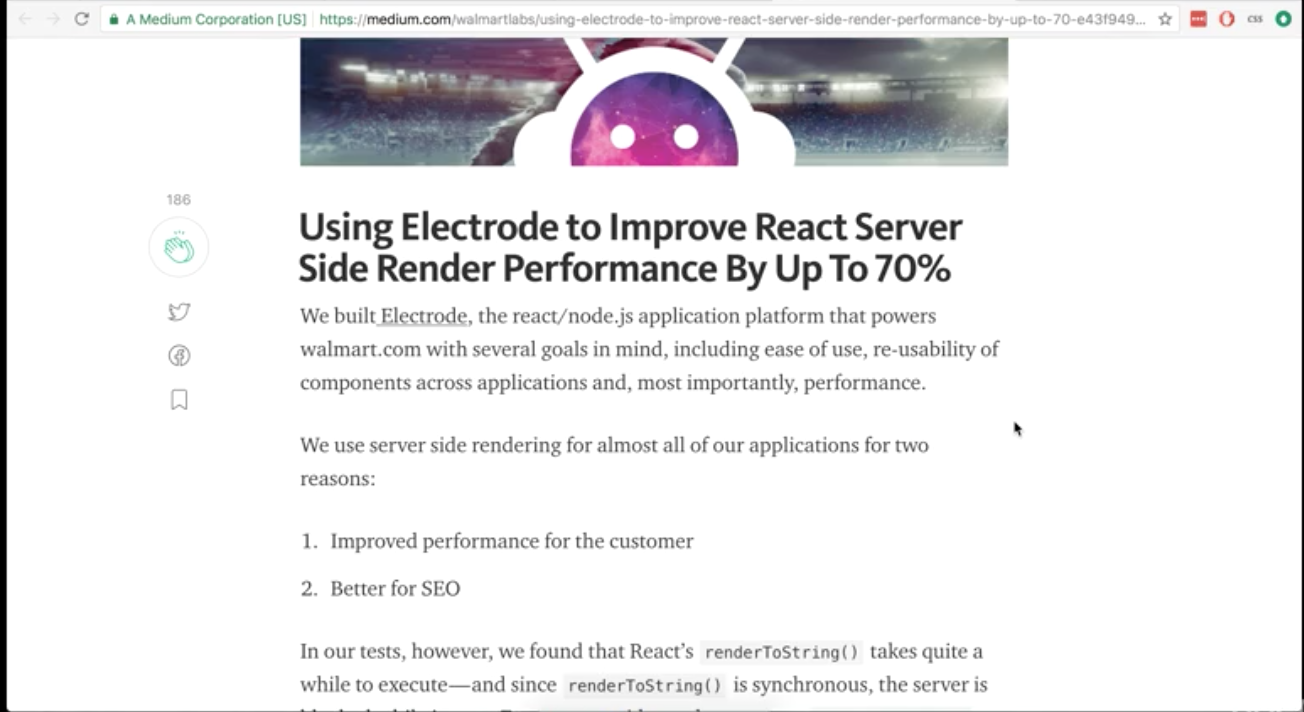 A Medium Corporation [US] https://medium.com/walmartlabs/using-electrode-to-improve-react-server-side-render-performance-by-up-to-70-e43f949...
CSS
186
Using Electrode to Improve React Server
Side Render Performance By Up To 70%
We built Electrode, the react/node.js application platform that powers
walmart.com with several goals in mind, including ease of use, re-usability of
components across applications and, most importantly, performance.
We use server side rendering for almost all of our applications for two
reasons:
1. Improved performance for the customer
2. Better for SEO
In our tests, however, we found that React’s renderToString() takes quite a
while to execute—and since renderToString() is synchronous, the server is